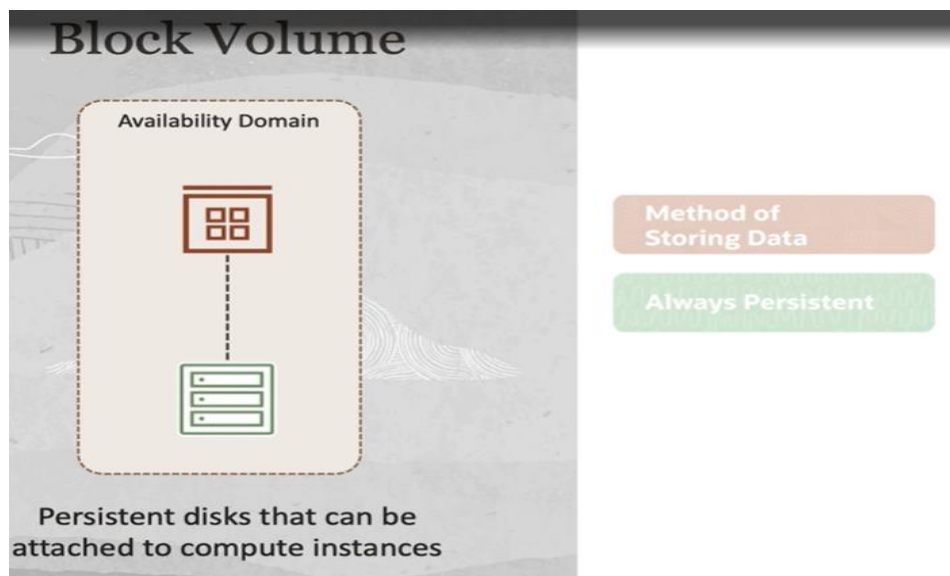 Block Volume
Availability Domain
Persistent disks that can be
attached to compute instances
Method of
Storing Data
Always Persistent